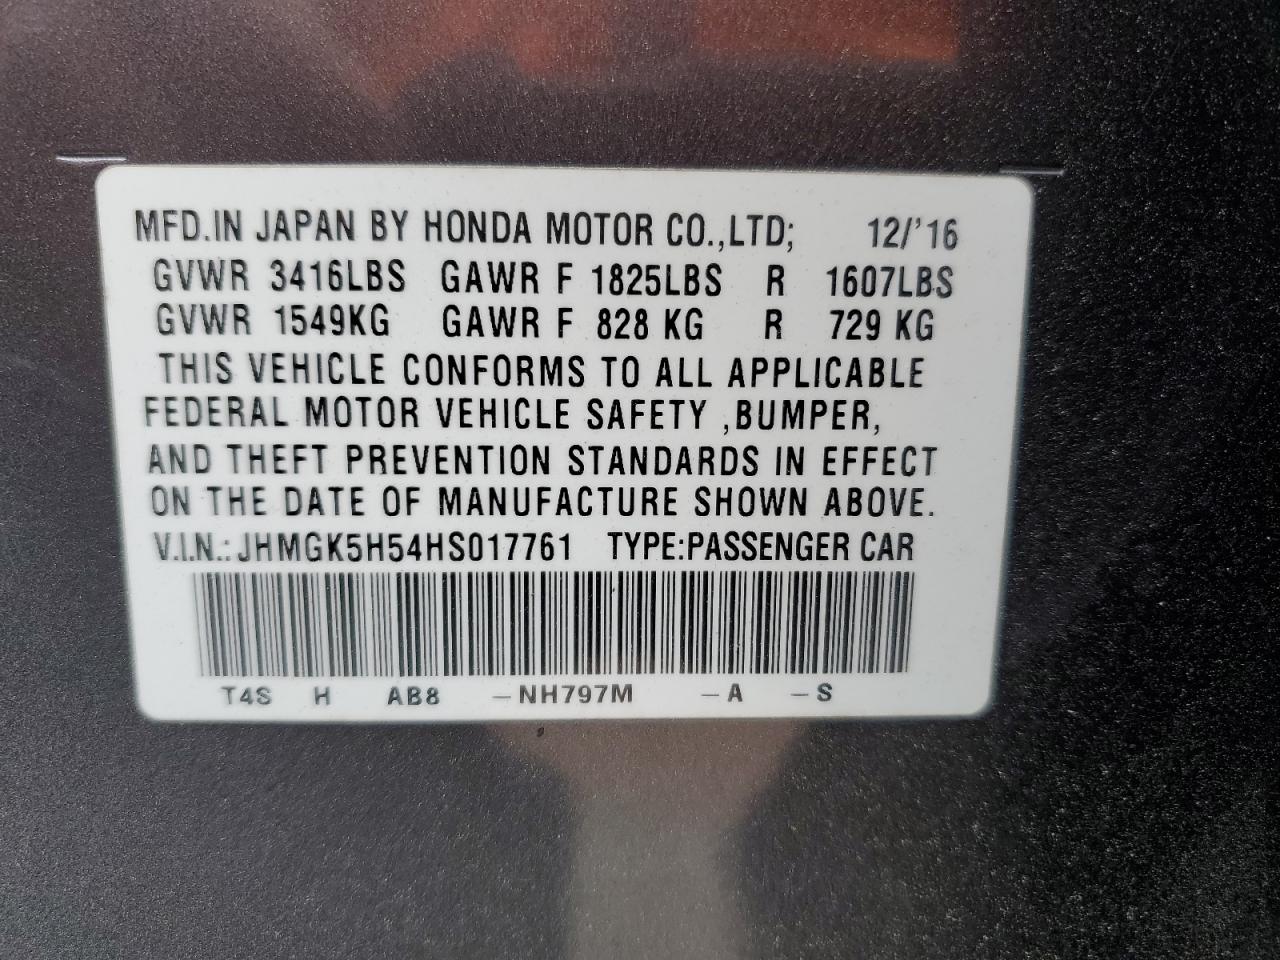 MFD.IN JAPAN BY HONDA MOTOR CO.,LTD; 12/'16
GVWR 3416LBS GAWR F 1825LBS R 1607LBS
GVWR 1549KG GAWR F 828 KG R 729 KG
THIS VEHICLE CONFORMS TO ALL APPLICABLE
FEDERAL MOTOR VEHICLE SAFETY ,BUMPER,
AND THEFT PREVENTION STANDARDS IN EFFECT
ON THE DATE OF MANUFACTURE SHOWN ABOVE.
V.I.N.: JHMGK5H54HS017761 TYPE:PASSENGER CAR
T4S H AB8 –NH797M –A –S